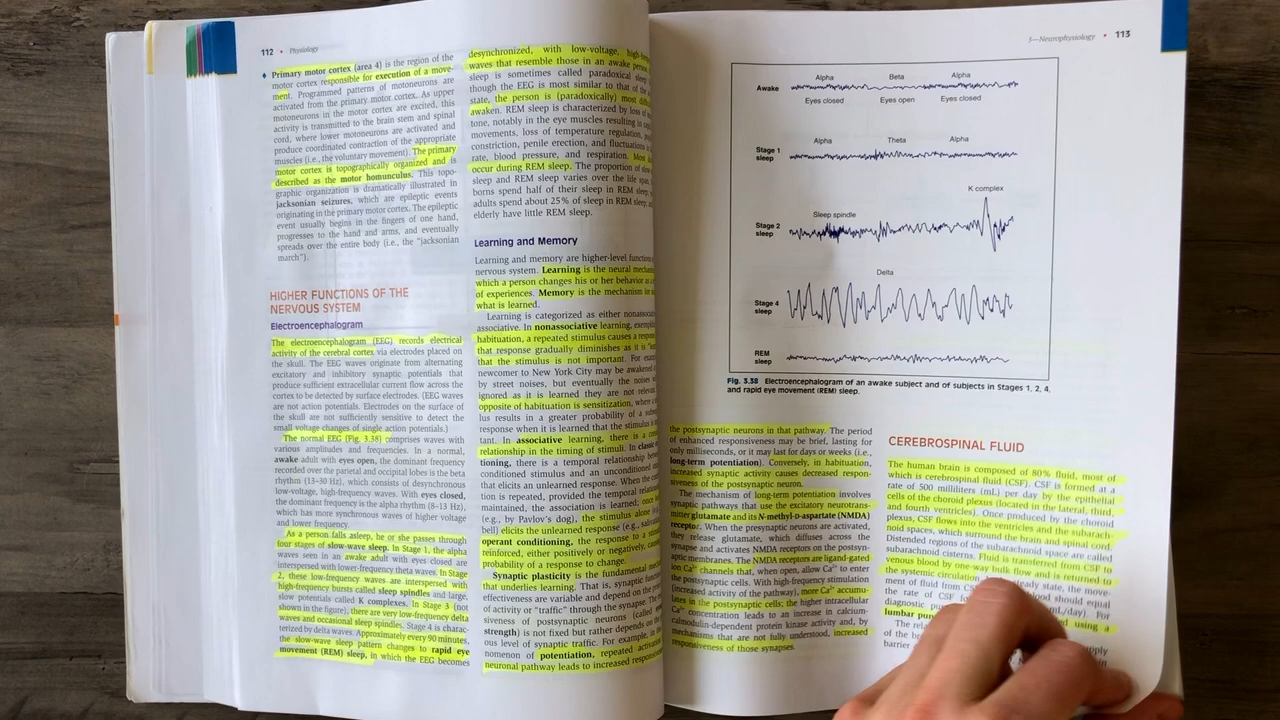 112 • Physiology
♦ Primary motor cortex (area 4) is the region of the
motor cortex responsible for execution of a move-
ment. Programmed patterns of motoneurons are
activated from the primary motor cortex. As upper
motoneurons in the motor cortex are excited, this
activity is transmitted to the brain stem and spinal
cord, where lower motoneurons are activated and
produce coordinated contraction of the appropriate
muscles (i.e., the voluntary movement). The primary
motor cortex is topographically organized and is
described as the motor homunculus. This topo-
graphic organization is dramatically illustrated in
jacksonian seizures, which are epileptic events
originating in the primary motor cortex. The epileptic
event usually begins in the fingers of one hand,
progresses to the hand and arms, and eventually
spreads over the entire body (i.e., the "jacksonian
march").
HIGHER FUNCTIONS OF THE
NERVOUS SYSTEM
Electroencephalogram
The electroencephalogram (EEG) records electrical
activity of the cerebral cortex via electrodes placed on
the skull. The EEG waves originate from alternating
excitatory and inhibitory synaptic potentials that
produce sufficient extracellular current flow across the
cortex to be detected by surface electrodes. (EEG waves
are not action potentials. Electrodes on the surface of
the skull are not sufficiently sensitive to detect the
small voltage changes of single action potentials.)
The normal EEG (Fig. 3.38) comprises waves with
various amplitudes and frequencies. In a normal,
awake adult with eyes open, the dominant frequency
recorded over the parietal and occipital lobes is the beta
rhythm (13–30 Hz), which consists of desynchronous
low-voltage, high-frequency waves. With eyes closed,
the dominant frequency is the alpha rhythm (8–13 Hz),
which has more synchronous waves of higher voltage
and lower frequency.
As a person falls asleep, he or she passes through
four stages of slow-wave sleep. In Stage 1, the alpha
waves seen in an awake adult with eyes closed are
interspersed with lower-frequency theta waves. In Stage
2, these low-frequency waves are interspersed with
high-frequency bursts called sleep spindles and large,
slow potentials called K complexes. In Stage 3 (not
shown in the figure), there are very low-frequency delta
waves and occasional sleep spindles. Stage 4 is charac-
terized by delta waves. Approximately every 90 minutes,
the slow-wave sleep pattern changes to rapid eye
movement (REM) sleep, in which the EEG becomes
desynchronized, with low-voltage,
waves that resemble those in an awake
sleep is sometimes called paradoxical
though the EEG is most similar to that of the
state, the person is (paradoxically) most
awaken. REM sleep is characterized by loss of
tone, notably in the eye muscles resulting in
movements, loss of temperature regulation,
constriction, penile erection, and fluctuations in
rate, blood pressure, and respiration. Most
occur during REM sleep. The proportion of
sleep and REM sleep varies over the life
borns spend half of their sleep in REM sleep,
adults spend about 25% of sleep in REM sleep,
elderly have little REM sleep.
Learning and Memory
Learning and memory are higher-level functions
nervous system. Learning is the neural
which a person changes his or her behavior as
of experiences. Memory is the mechanism for
what is learned.
Learning is categorized as either
associative. In nonassociative learning,
habituation, a repeated stimulus causes a
that response gradually diminishes as it is
that the stimulus is not important. For
newcomer to New York City may be awakened
by street noises, but eventually the noises
ignored as it is learned they are not
opposite of habituation is sensitization, where a
lus results in a greater probability of a
response when it is learned that the stimulus is
tant. In associative learning, there is a
relationship in the timing of stimuli. In
tioning, there is a temporal relationship
conditioned stimulus and an unconditioned
that elicits an unlearned response. When the
tion is repeated, provided the temporal
maintained, the association is learned;
(e.g., by Pavlov's dog), the stimulus alone
bell) elicits the unlearned response (e.g.,
operant conditioning, the response to a
reinforced, either positively or negatively,
probability of a response to change.
Synaptic plasticity is the fundamental
that underlies learning. That is, synaptic
effectiveness are variable and depend on the
of activity or "traffic" through the synapse. The
siveness of postsynaptic neurons (called
strength) is not fixed but rather depends on the
ous level of synaptic traffic. For example, in
nomenon of potentiation, repeated
neuronal pathway leads to increased
5—Neurophysiology • 113
Alpha Beta Alpha
Awake
Eyes closed Eyes open Eyes closed
Alpha Theta Alpha
Stage 1
sleep
K complex
Sleep spindle
Stage 2
sleep
Delta
Stage 4
sleep
REM
sleep
Fig. 3.38 Electroencephalogram of an awake subject and of subjects in Stages 1, 2, 4,
and rapid eye movement (REM) sleep.
the postsynaptic neurons in that pathway. The period
of enhanced responsiveness may be brief, lasting for
only milliseconds, or it may last for days or weeks (i.e.,
long-term potentiation). Conversely, in habituation,
increased synaptic activity causes decreased respon-
siveness of the postsynaptic neuron.
The mechanism of long-term potentiation involves
synaptic pathways that use the excitatory neurotrans-
mitter glutamate and its N-methyl-D-aspartate (NMDA)
receptor. When the presynaptic neurons are activated,
they release glutamate, which diffuses across the
synapse and activates NMDA receptors on the postsyn-
aptic membranes. The NMDA receptors are ligand-gated
ion Ca²⁺ channels that, when open, allow Ca²⁺ to enter
the postsynaptic cells. With high-frequency stimulation
(increased activity of the pathway), more Ca²⁺ accumu-
lates in the postsynaptic cells; the higher intracellular
Ca²⁺ concentration leads to an increase in calcium-
calmodulin-dependent protein kinase activity and, by
mechanisms that are not fully understood, increased
responsiveness of those synapses.
CEREBROSPINAL FLUID
The human brain is composed of 80% fluid, most of
which is cerebrospinal fluid (CSF). CSF is formed at a
rate of 500 milliliters (mL) per day by the epithelial
cells of the choroid plexus (located in the lateral, third,
and fourth ventricles). Once produced by the choroid
plexus, CSF flows into the ventricles and the subarach-
noid spaces, which surround the brain and spinal cord.
Distended regions of the subarachnoid space are called
subarachnoid cisterns. Fluid is transferred from CSF to
venous blood by one-way bulk flow and is returned to
the systemic circulation. steady state, the move-
ment of fluid from blood should equal
the rate of CSF mL/day). For
diagnostic
lumbar using a
The
of the supply
barrier